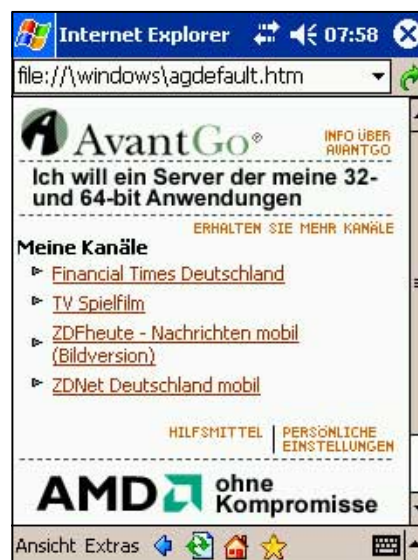 Internet Explorer 07:58
file://\windows\agdefault.htm
AvantGo®
INFO ÜBER
AVANTGO
Ich will ein Server der meine 32-
und 64-bit Anwendungen
ERHALTEN SIE MEHR KANÄLE
Meine Kanäle
Financial Times Deutschland
TV Spielfilm
ZDFheute - Nachrichten mobil
(Bildversion)
ZDNet Deutschland mobil
HILFSMITTEL
PERSÖNLICHE
EINSTELLUNGEN
AMD
ohne
Kompromisse
Ansicht Extras